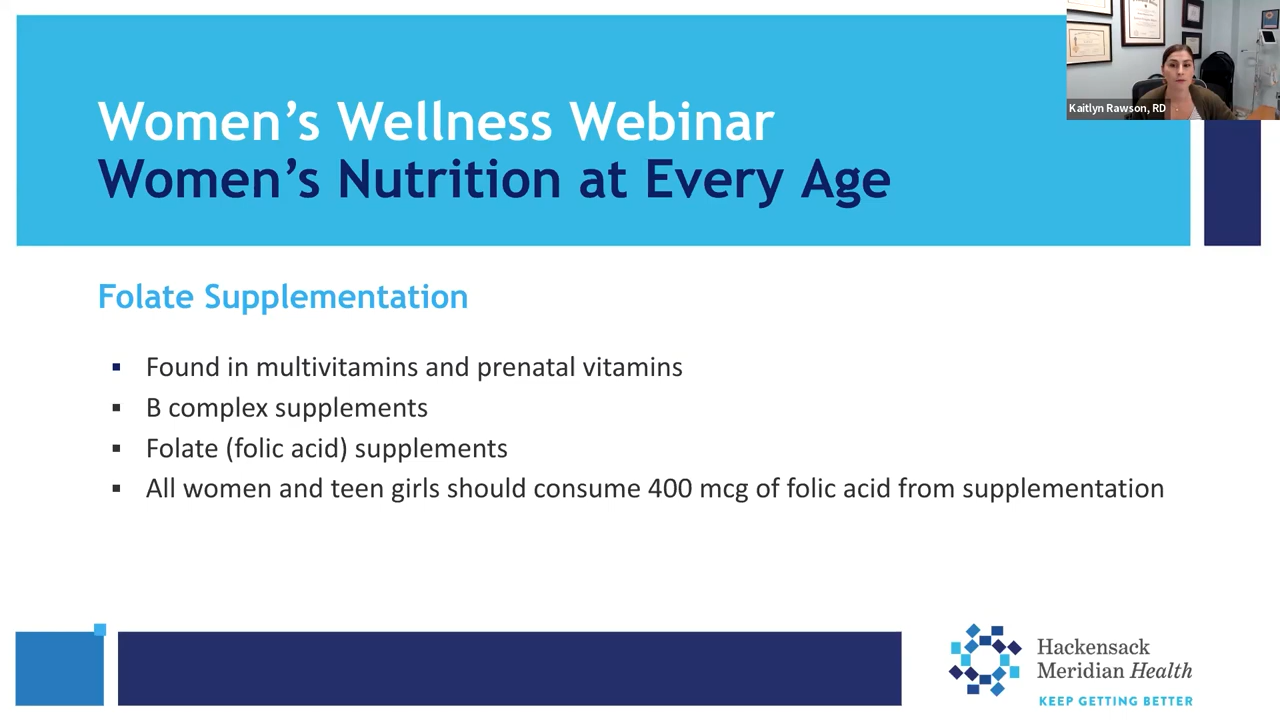 Women's Wellness Webinar
Women's Nutrition at Every Age
Kaitlyn Rawson, RD
Folate Supplementation
▪ Found in multivitamins and prenatal vitamins
▪ B complex supplements
▪ Folate (folic acid) supplements
▪ All women and teen girls should consume 400 mcg of folic acid from supplementation
Hackensack
Meridian Health
KEEP GETTING BETTER